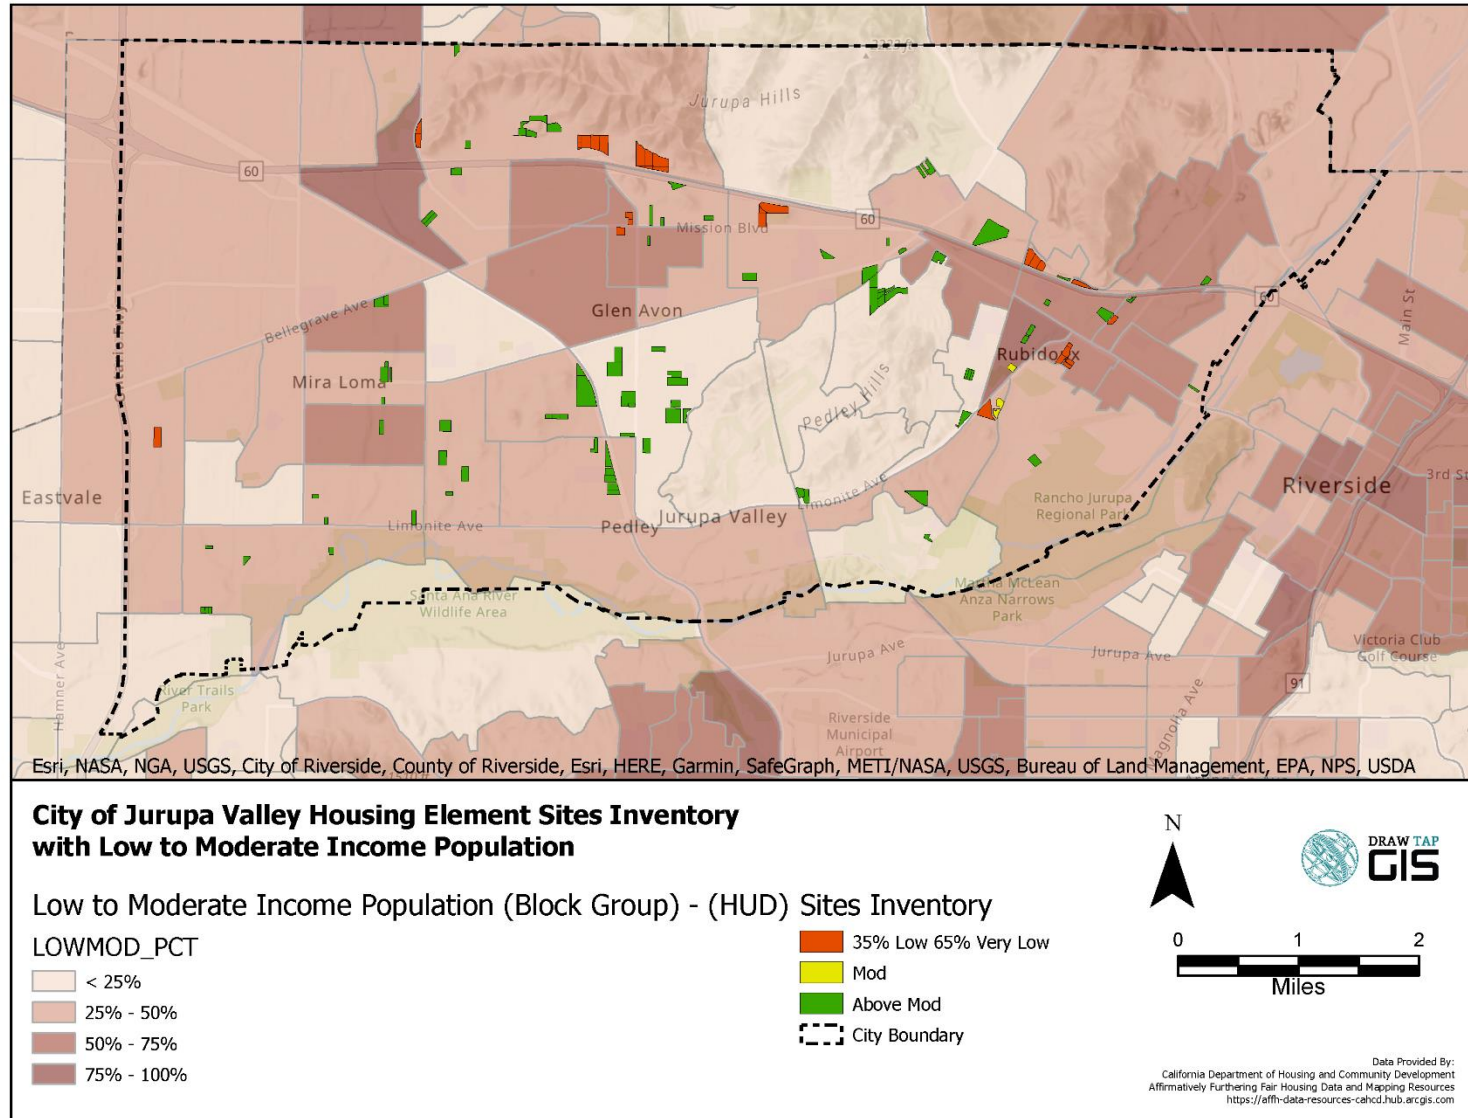 2223 ft
Jurupa Hills
60
60
Mission Blvd
Glen Avon
Bellegrave Ave
Mira Loma
Rubidoux
Pedley Hills
60
Main St
Eastvale
Limonite Ave
Pedley
Jurupa Valley
Limonite Ave
Rancho Jurupa
Regional Park
Riverside
3rd St
Santa Ana River
Wildlife Area
Martha McLean
Anza Narrows
Park
Hamner Ave
River Trails
Park
Jurupa Ave
Jurupa Ave
Victoria Club
Golf Course
91
Magnolia Ave
Riverside
Municipal
Airport
Esri, NASA, NGA, USGS, City of Riverside, County of Riverside, Esri, HERE, Garmin, SafeGraph, METI/NASA, USGS, Bureau of Land Management, EPA, NPS, USDA
City of Jurupa Valley Housing Element Sites Inventory
with Low to Moderate Income Population
Low to Moderate Income Population (Block Group) - (HUD)
LOWMOD_PCT
< 25%
25% - 50%
50% - 75%
75% - 100%
Sites Inventory
35% Low 65% Very Low
Mod
Above Mod
City Boundary
N
DRAW TAP
GIS
0 1 2
Miles
Data Provided By:
California Department of Housing and Community Development
Affirmatively Furthering Fair Housing Data and Mapping Resources
https://affh-data-resources-cahcd.hub.arcgis.com